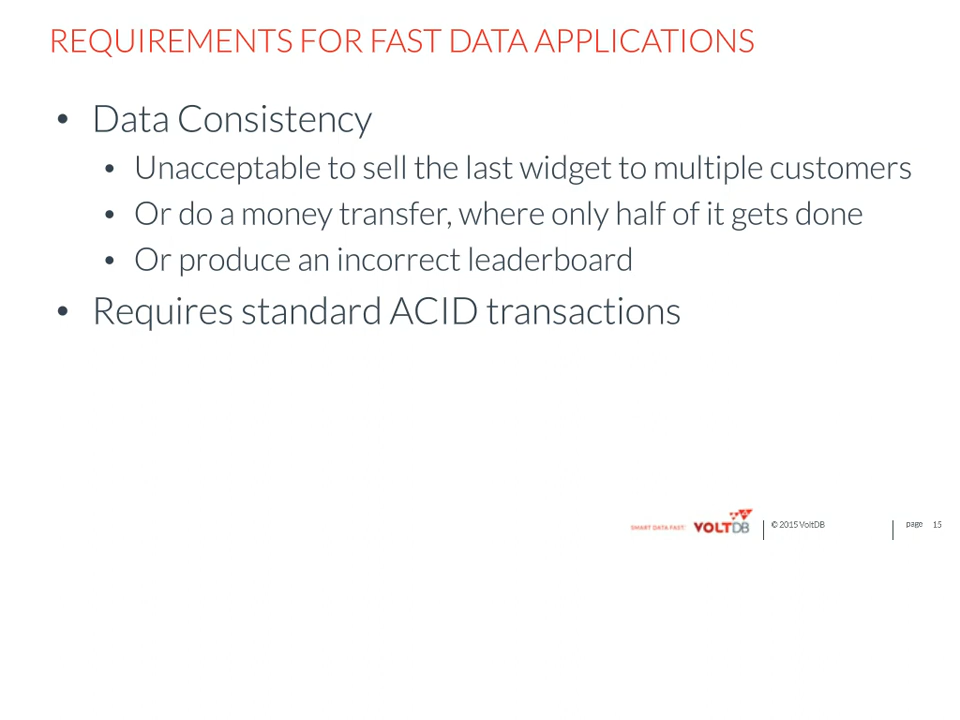 REQUIREMENTS FOR FAST DATA APPLICATIONS
• Data Consistency
• Unacceptable to sell the last widget to multiple customers
• Or do a money transfer, where only half of it gets done
• Or produce an incorrect leaderboard
• Requires standard ACID transactions
SMART DATA FAST VOLTDB © 2015 VoltDB page 15